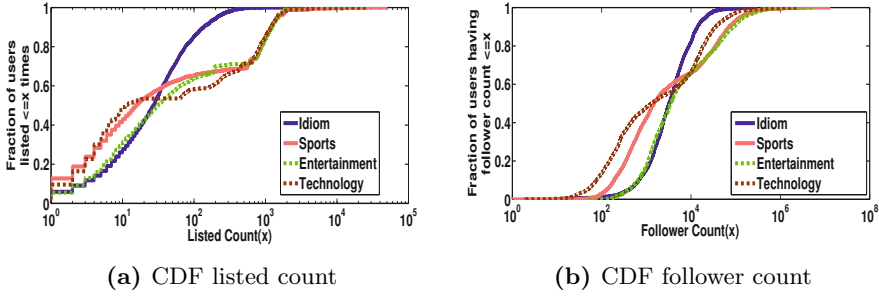 Fraction of users
listed <=x times
1
0.8
0.6
0.4
0.2
0
Idiom
Sports
Entertainment
Technology
10^0
10^1
10^2
10^3
10^4
10^5
Listed Count(x)
(a) CDF listed count
Fraction of users having
follower count <=x
1
0.8
0.6
0.4
0.2
0
Idiom
Sports
Entertainment
Technology
10^0
10^2
10^4
10^6
10^8
Follower Count(x)
(b) CDF follower count